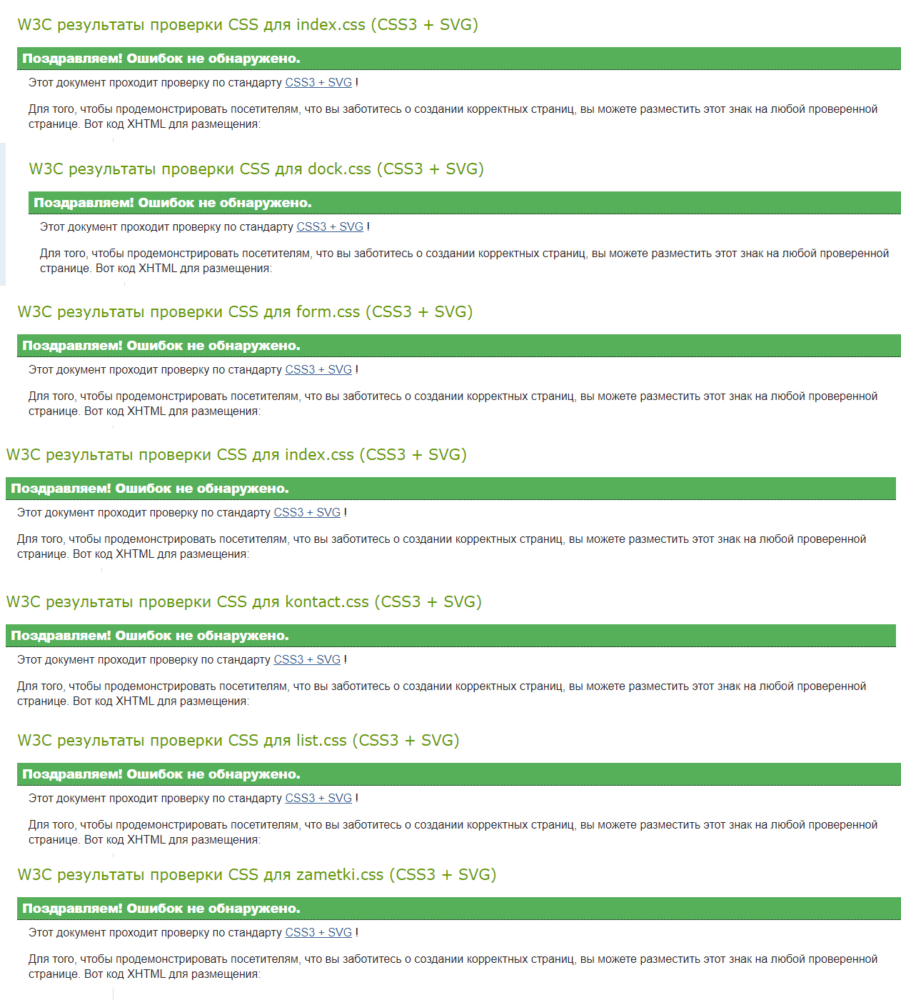 W3C результаты проверки CSS для index.css (CSS3 + SVG)
Поздравляем! Ошибок не обнаружено.
Этот документ проходит проверку по стандарту CSS3 + SVG !
Для того, чтобы продемонстрировать посетителям, что вы заботитесь о создании корректных страниц, вы можете разместить этот знак на любой проверенной
странице. Вот код XHTML для размещения:
W3C результаты проверки CSS для dock.css (CSS3 + SVG)
Поздравляем! Ошибок не обнаружено.
Этот документ проходит проверку по стандарту CSS3 + SVG !
Для того, чтобы продемонстрировать посетителям, что вы заботитесь о создании корректных страниц, вы можете разместить этот знак на любой проверенной
странице. Вот код XHTML для размещения:
W3C результаты проверки CSS для form.css (CSS3 + SVG)
Поздравляем! Ошибок не обнаружено.
Этот документ проходит проверку по стандарту CSS3 + SVG !
Для того, чтобы продемонстрировать посетителям, что вы заботитесь о создании корректных страниц, вы можете разместить этот знак на любой проверенной
странице. Вот код XHTML для размещения:
W3C результаты проверки CSS для index.css (CSS3 + SVG)
Поздравляем! Ошибок не обнаружено.
Этот документ проходит проверку по стандарту CSS3 + SVG !
Для того, чтобы продемонстрировать посетителям, что вы заботитесь о создании корректных страниц, вы можете разместить этот знак на любой проверенной
странице. Вот код XHTML для размещения:
W3C результаты проверки CSS для kontact.css (CSS3 + SVG)
Поздравляем! Ошибок не обнаружено.
Этот документ проходит проверку по стандарту CSS3 + SVG !
Для того, чтобы продемонстрировать посетителям, что вы заботитесь о создании корректных страниц, вы можете разместить этот знак на любой проверенной
странице. Вот код XHTML для размещения:
W3C результаты проверки CSS для list.css (CSS3 + SVG)
Поздравляем! Ошибок не обнаружено.
Этот документ проходит проверку по стандарту CSS3 + SVG !
Для того, чтобы продемонстрировать посетителям, что вы заботитесь о создании корректных страниц, вы можете разместить этот знак на любой проверенной
странице. Вот код XHTML для размещения:
W3C результаты проверки CSS для zametki.css (CSS3 + SVG)
Поздравляем! Ошибок не обнаружено.
Этот документ проходит проверку по стандарту CSS3 + SVG !
Для того, чтобы продемонстрировать посетителям, что вы заботитесь о создании корректных страниц, вы можете разместить этот знак на любой проверенной
странице. Вот код XHTML для размещения: